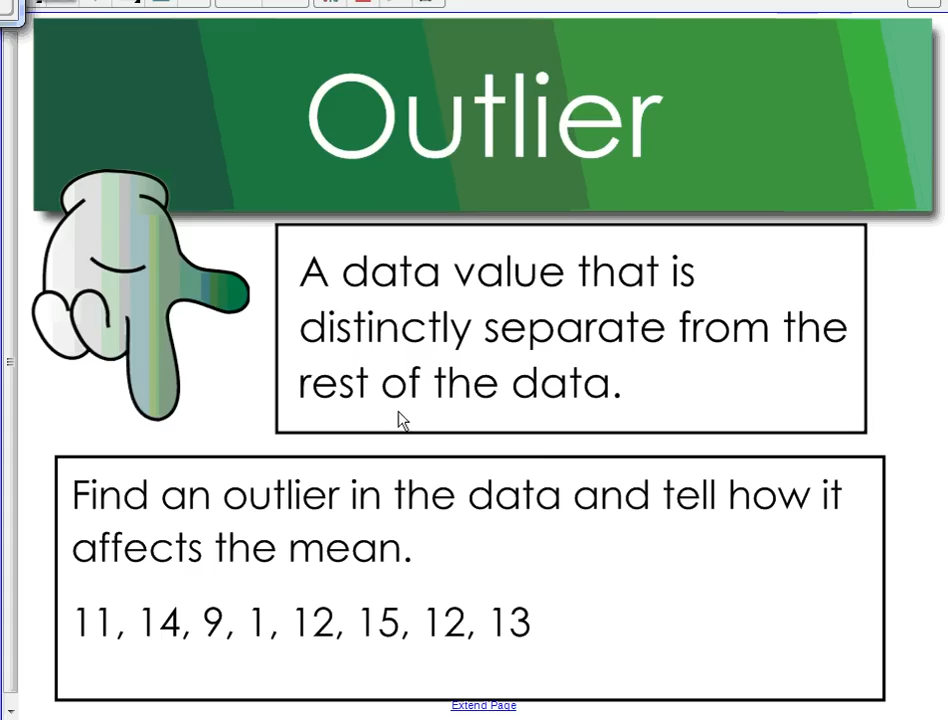 Outlier
A data value that is
distinctly separate from the
rest of the data.
Find an outlier in the data and tell how it
affects the mean.
11, 14, 9, 1, 12, 15, 12, 13
Extend Page